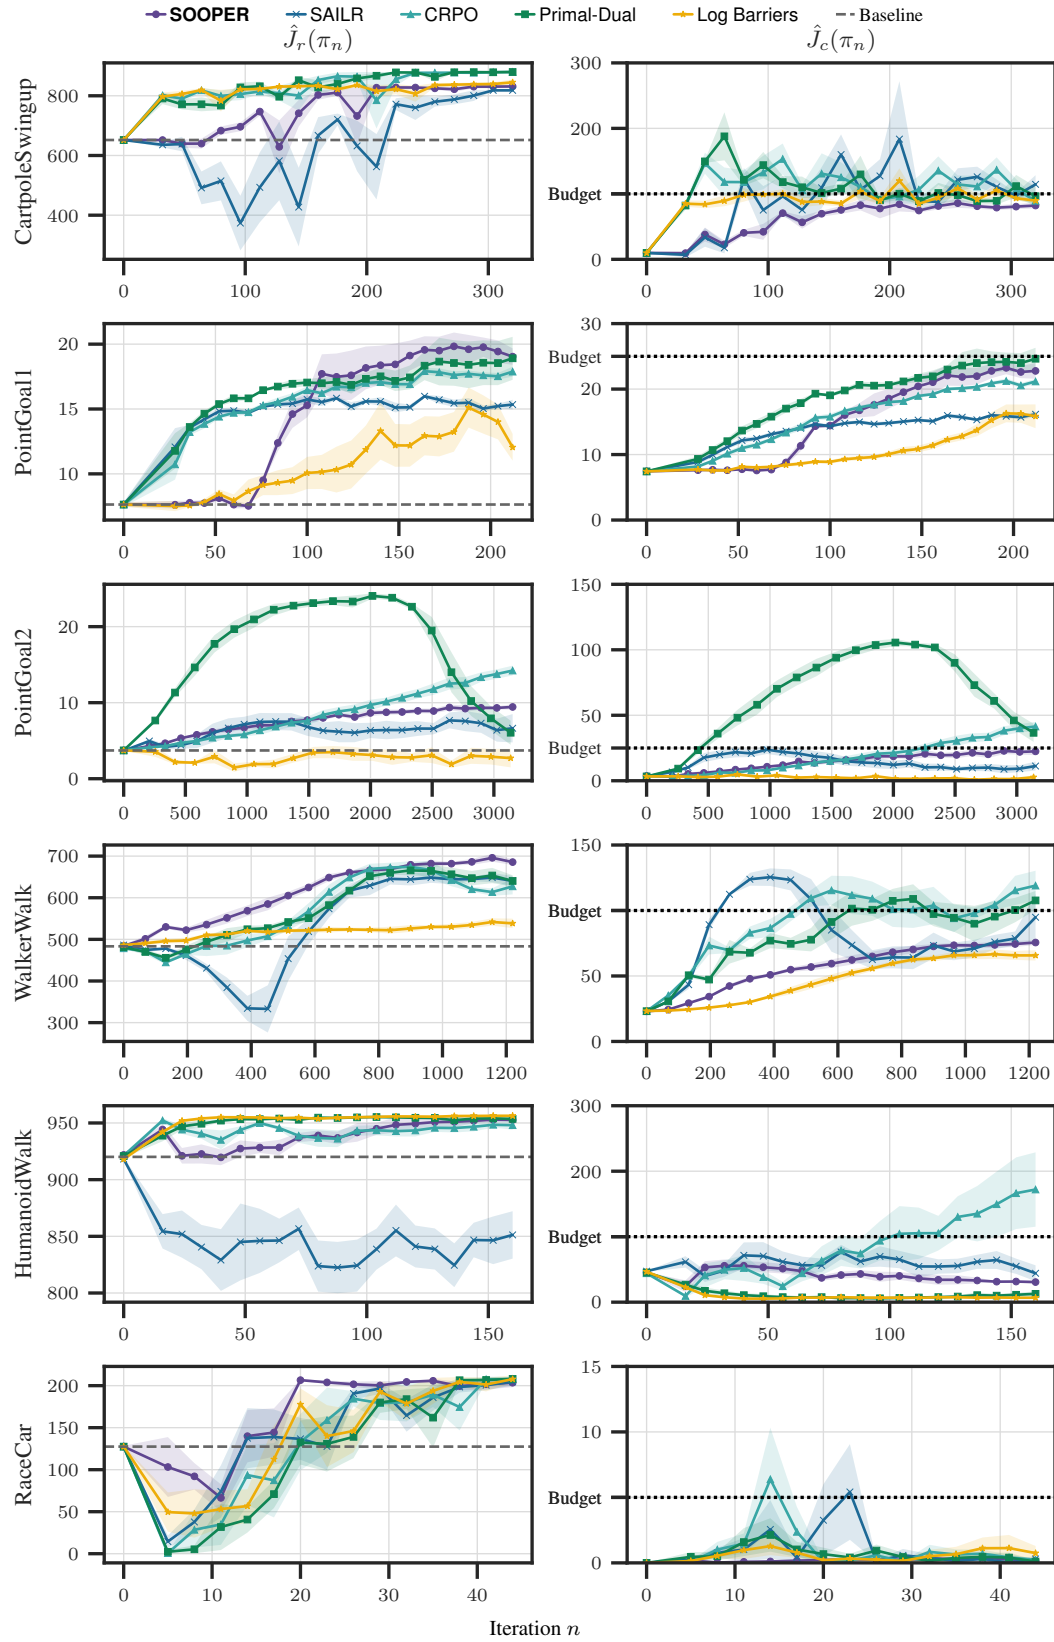 SOOPER SAILR CRPO Primal-Dual Log Barriers Baseline
Ĵr(πn) Ĵc(πn)
CartpoleSwingup
800
600
400
0 100 200 300
300
200
Budget
0
0 100 200 300
PointGoal1
20
15
10
0 50 100 150 200
30
Budget
20
10
0
0 50 100 150 200
PointGoal2
20
10
0
0 500 1000 1500 2000 2500 3000
150
100
50
Budget
0
0 500 1000 1500 2000 2500 3000
WalkerWalk
700
600
500
400
300
0 200 400 600 800 1000 1200
150
Budget
50
0
0 200 400 600 800 1000 1200
HumanoidWalk
950
900
850
800
0 50 100 150
300
200
Budget
0
0 50 100 150
RaceCar
200
150
100
50
0
0 10 20 30 40
15
10
Budget
0
0 10 20 30 40
Iteration n